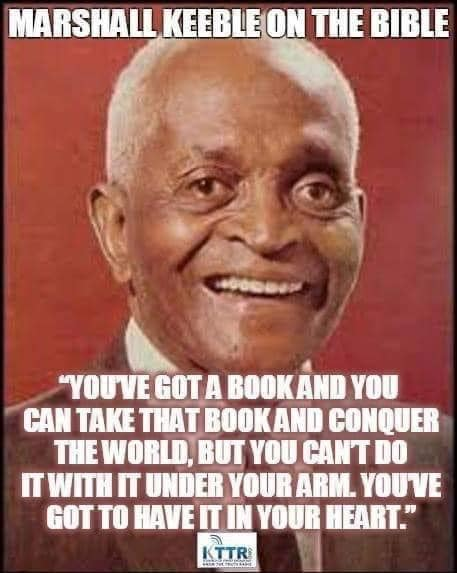 MARSHALL KEEBLE ON THE BIBLE
“YOU'VE GOT A BOOK AND YOU
CAN TAKE THAT BOOK AND CONQUER
THE WORLD, BUT YOU CAN'T DO
IT WITH IT UNDER YOUR ARM. YOU'VE
GOT TO HAVE IT IN YOUR HEART.”
KTTR